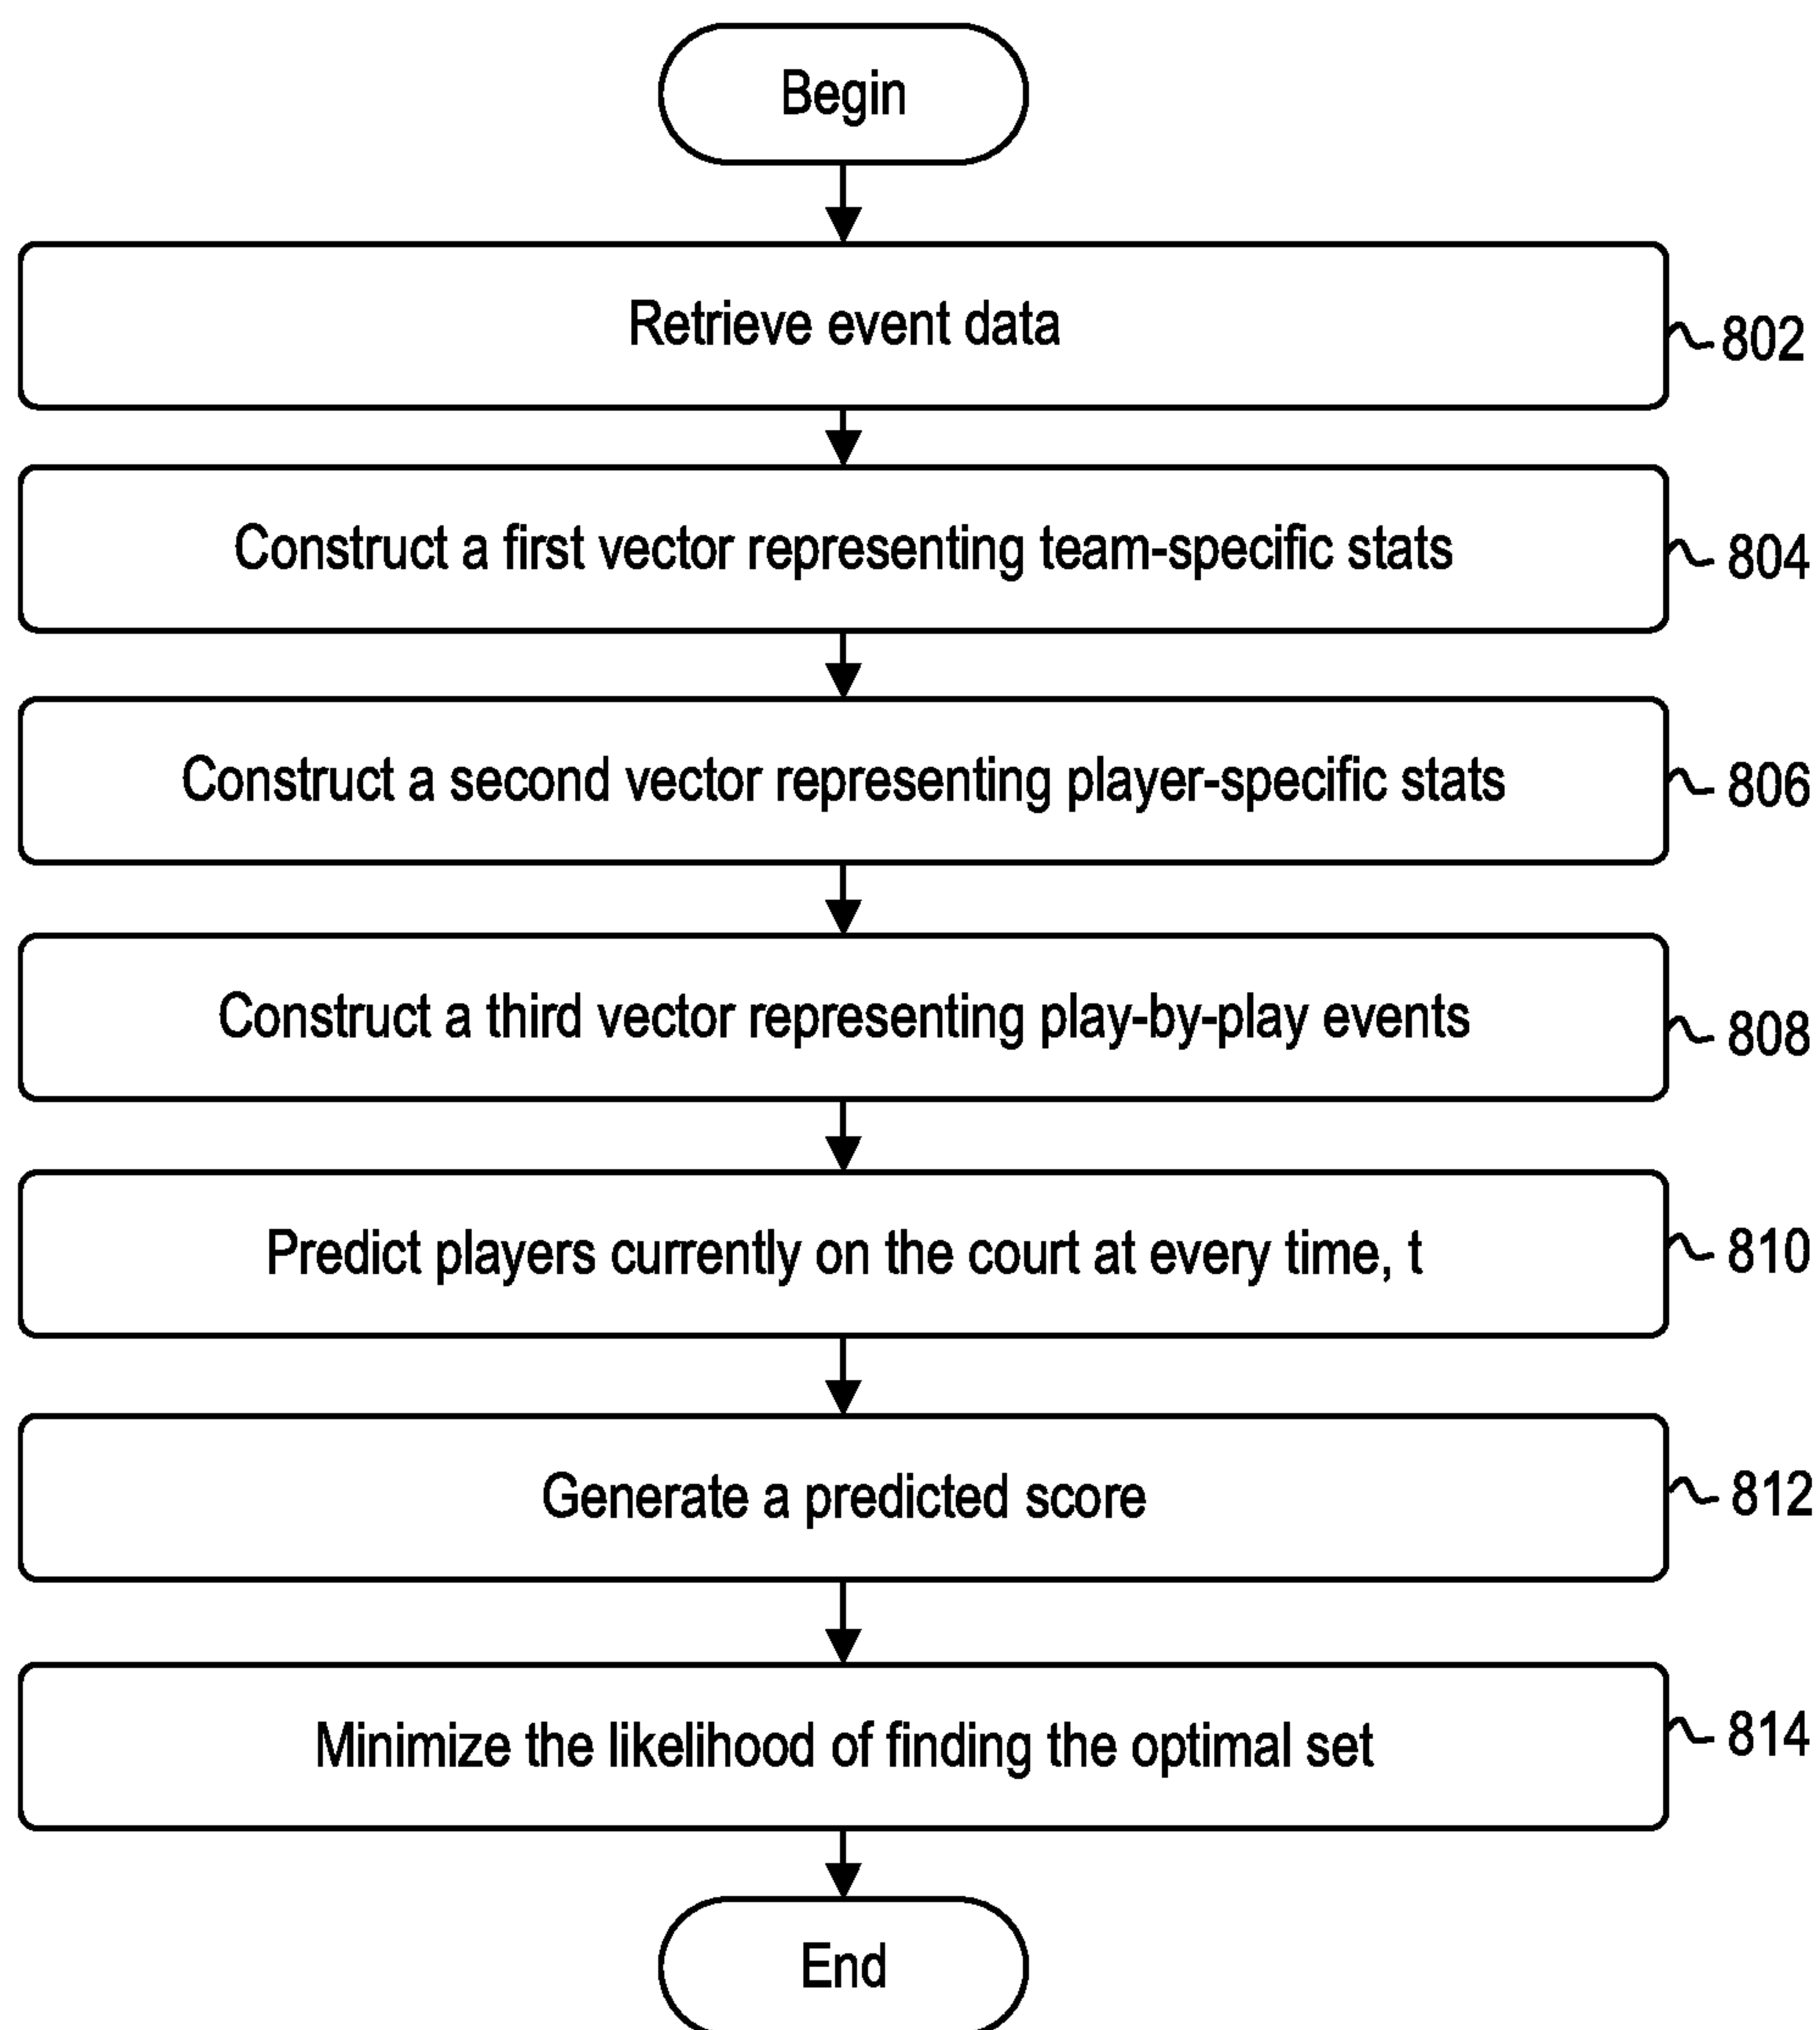 Begin
Retrieve event data
802
Construct a first vector representing team-specific stats
804
Construct a second vector representing player-specific stats
806
Construct a third vector representing play-by-play events
808
Predict players currently on the court at every time, t
810
Generate a predicted score
812
Minimize the likelihood of finding the optimal set
814
End